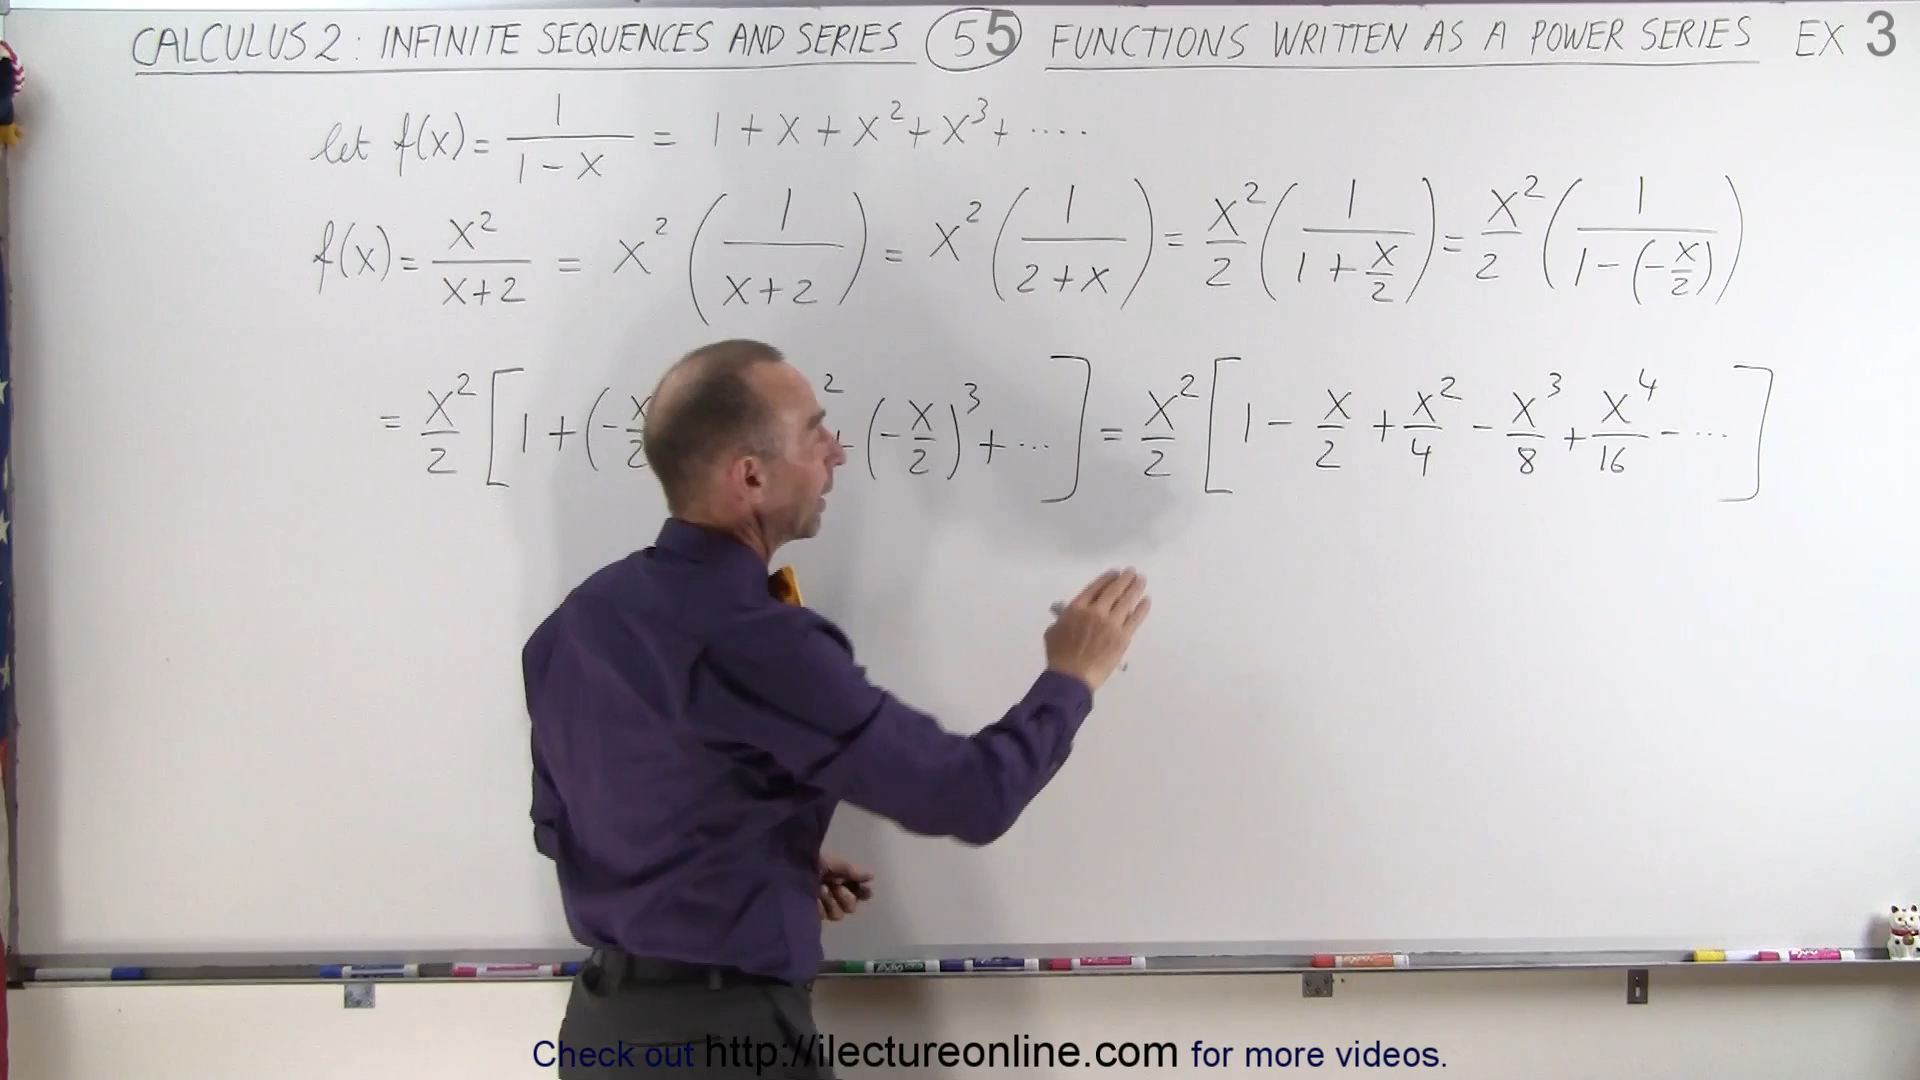 CALCULUS 2: INFINITE SEQUENCES AND SERIES 55 FUNCTIONS WRITTEN AS A POWER SERIES EX 3
let f(x) = 1/(1-x) = 1 + x + x² + x³ + ....
f(x) = x²/(x+2) = x² (1/(x+2)) = x² (1/(2+x)) = x²/2 (1/(1 + x/2)) = x²/2 (1/(1-(-x/2)))
= x²/2 [1 + (-x/2 ² + (-x/2)³ + ...] = x²/2 [1 - x/2 + x²/4 - x³/8 + x⁴/16 - ...]
Check out http://ilectureonline.com for more videos.